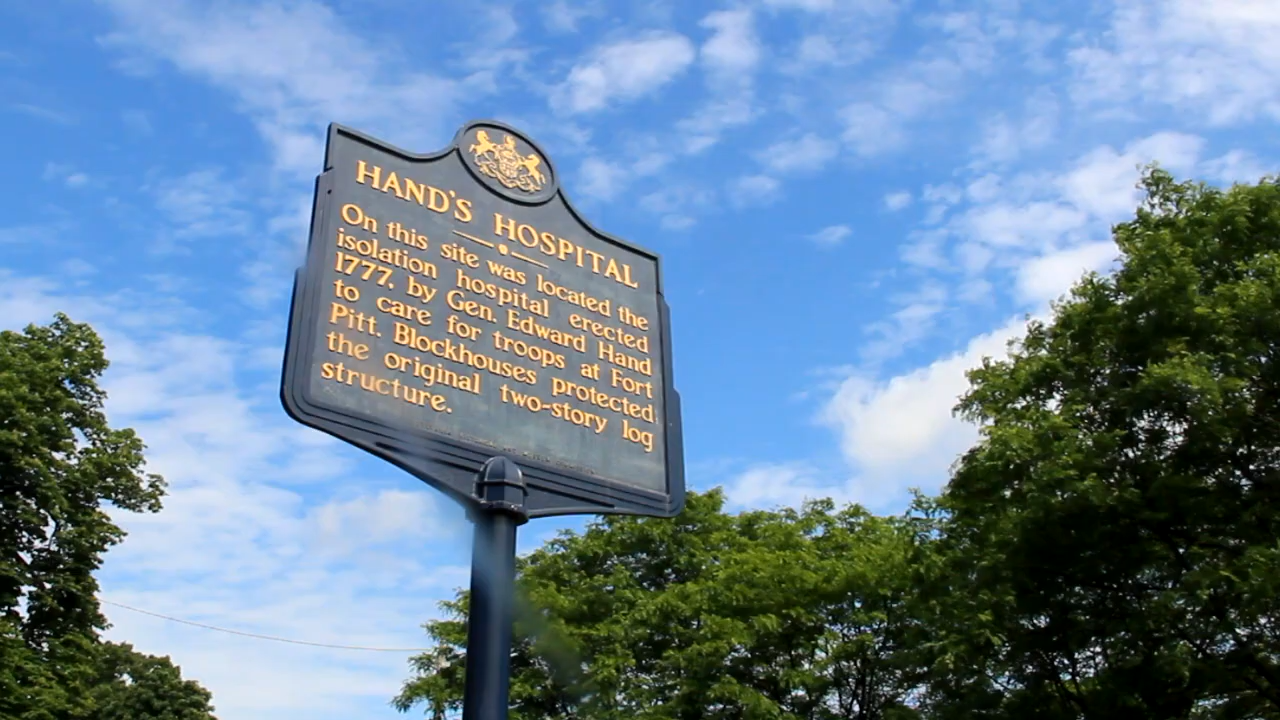 HAND'S HOSPITAL
On this site was located the
isolation hospital erected
1777, by Gen. Edward Hand
to care for troops at Fort
Pitt. Blockhouses protected
the original two-story log
structure.